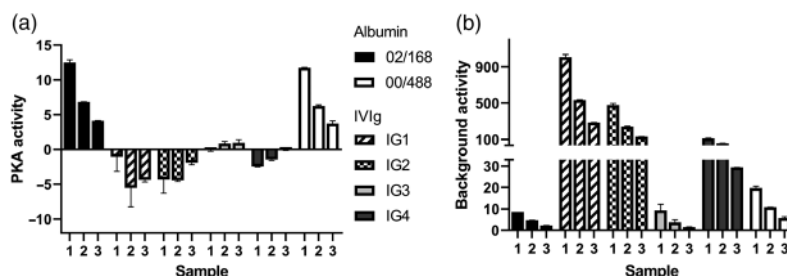 (a)
PKA activity
15
10
5
0
−5
−10
1 2 3 1 2 3 1 2 3 1 2 3 1 2 3 1 2 3
Sample
Albumin
02/168
00/488
IVIg
IG1
IG2
IG3
IG4
(b)
Background activity
900
500
100
30
20
10
0
1 2 3 1 2 3 1 2 3 1 2 3 1 2 3 1 2 3
Sample